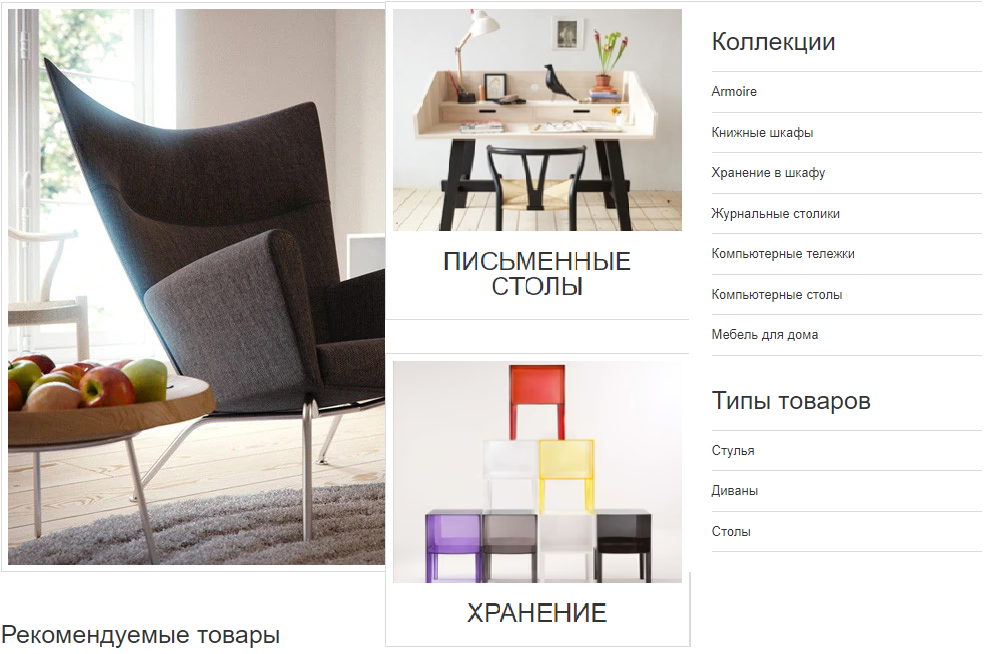 ПИСЬМЕННЫЕ
СТОЛЫ
ХРАНЕНИЕ
Рекомендуемые товары
Коллекции
Armoire
Книжные шкафы
Хранение в шкафу
Журнальные столики
Компьютерные тележки
Компьютерные столы
Мебель для дома
Типы товаров
Стулья
Диваны
Столы